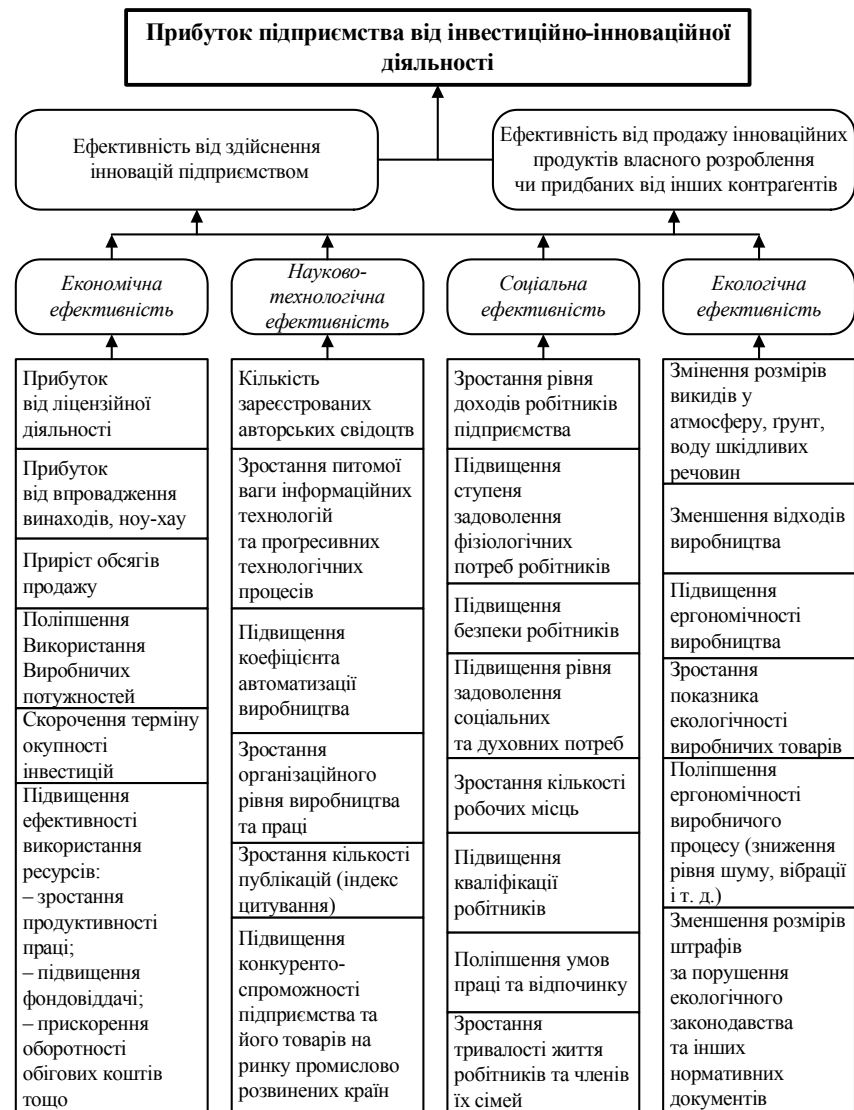 Прибуток підприємства від інвестиційно-інноваційної
діяльності
Ефективність від здійснення
інновацій підприємством
Ефективність від продажу інноваційних
продуктів власного розроблення
чи придбаних від інших контраґентів
Економічна
ефективність
Науково-
технологічна
ефективність
Соціальна
ефективність
Екологічна
ефективність
Прибуток
від ліцензійної
діяльності
Прибуток
від впровадження
винаходів, ноу-хау
Приріст обсягів
продажу
Поліпшення
Використання
Виробничих
потужностей
Скорочення терміну
окупності
інвестицій
Підвищення
ефективності
використання
ресурсів:
– зростання
продуктивності
праці;
– підвищення
фондовіддачі;
– прискорення
оборотності
обігових коштів
тощо
Кількість
зареєстрованих
авторських свідоцтв
Зростання питомої
ваги інформаційних
технологій
та проґресивних
технологічних
процесів
Підвищення
коефіцієнта
автоматизації
виробництва
Зростання
організаційного
рівня виробництва
та праці
Зростання кількості
публікацій (індекс
цитування)
Підвищення
конкуренто-
спроможності
підприємства та
його товарів на
ринку промислово
розвинених країн
Зростання рівня
доходів робітників
підприємства
Підвищення
ступеня
задоволення
фізіологічних
потреб робітників
Підвищення
безпеки робітників
Підвищення рівня
задоволення
соціальних
та духовних потреб
Зростання кількості
робочих місць
Підвищення
кваліфікації
робітників
Поліпшення умов
праці та відпочинку
Зростання
тривалості життя
робітників та членів
їх сімей
Змінення розмірів
викидів у
атмосферу, ґрунт,
воду шкідливих
речовин
Зменшення відходів
виробництва
Підвищення
ергономічності
виробництва
Зростання
показника
екологічності
виробничих товарів
Поліпшення
ергономічності
виробничого
процесу (зниження
рівня шуму, вібрації
і т. д.)
Зменшення розмірів
штрафів
за порушення
екологічного
законодавства
та інших
нормативних
документів